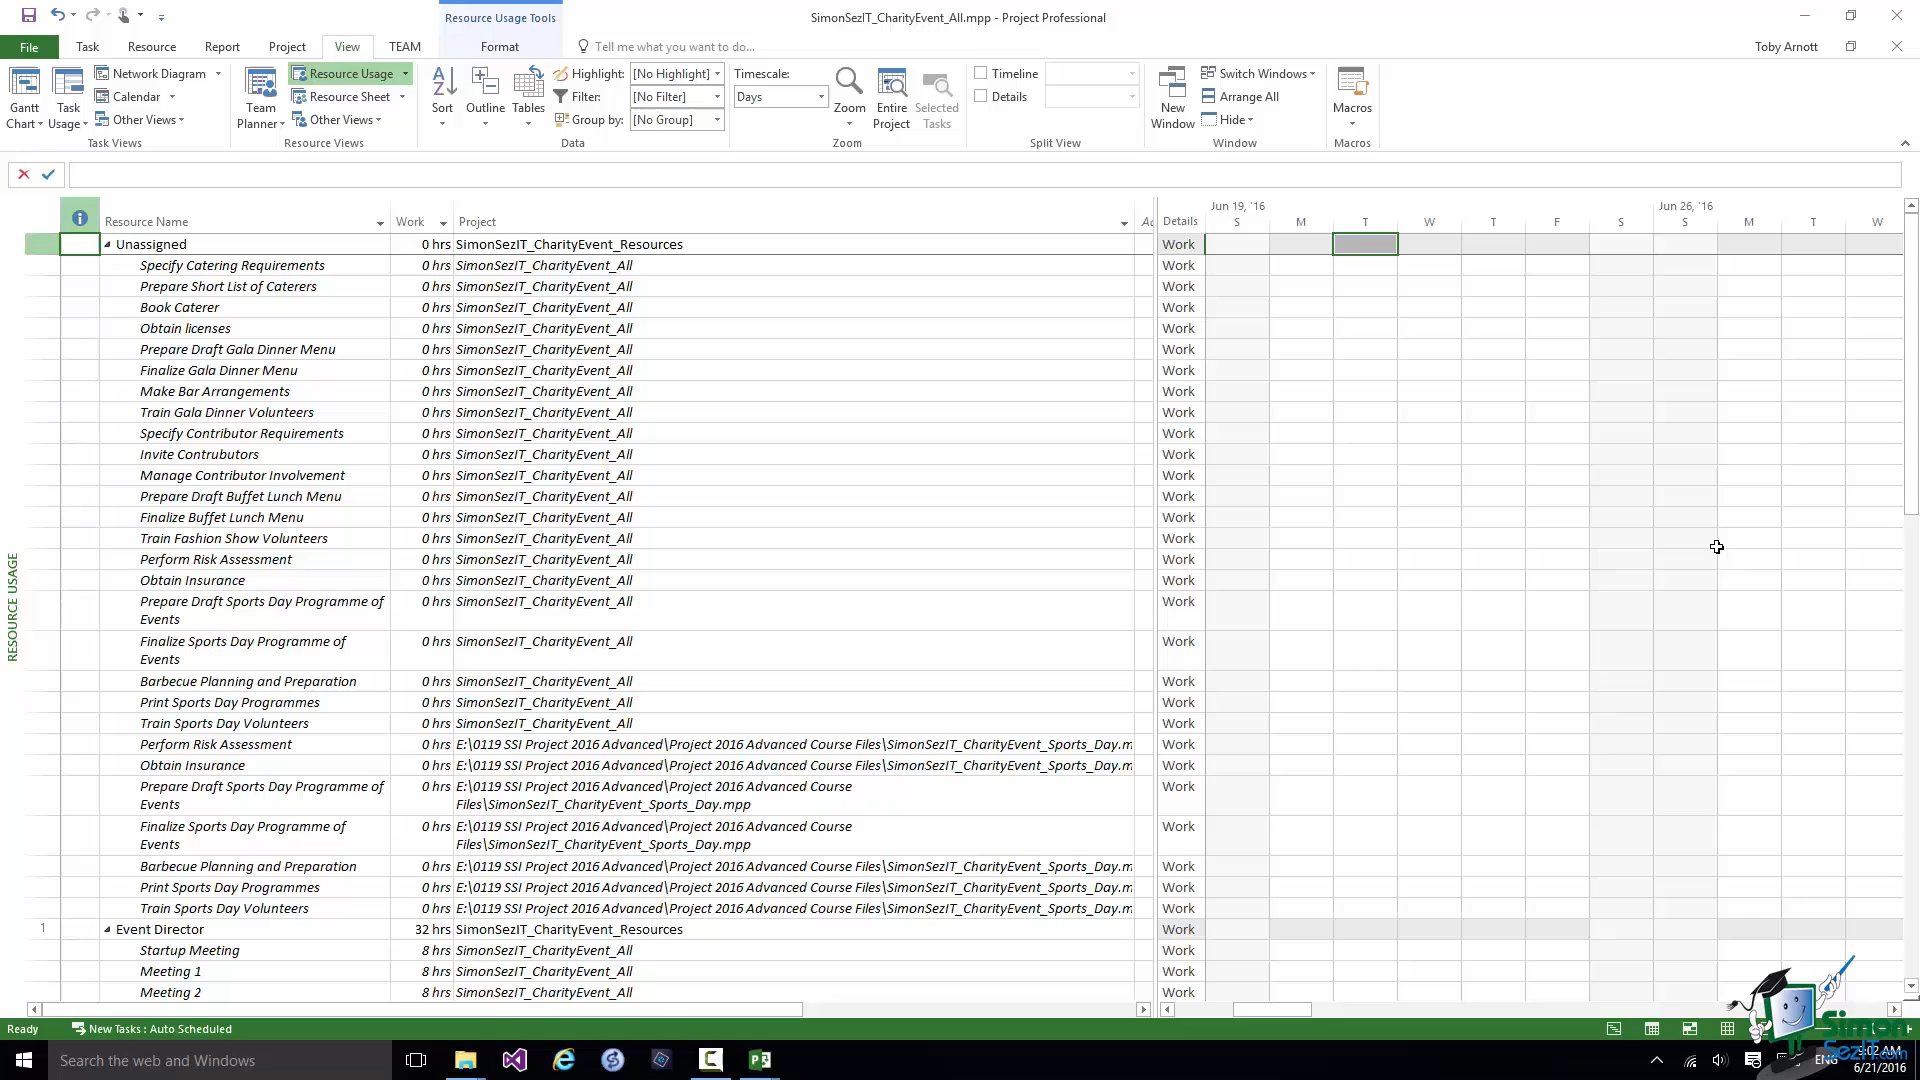 Resource Usage Tools
SimonSezIT_CharityEvent_All.mpp - Project Professional
File Task Resource Report Project View TEAM Format Tell me what you want to do... Toby Arnott
Network Diagram Resource Usage Highlight: [No Highlight] Timescale: Timeline Switch Windows
Calendar Resource Sheet Filter: [No Filter] Days Details Arrange All
Gantt Chart Task Usage Other Views Team Planner Other Views Sort Outline Tables Group by: [No Group] Zoom Entire Project Selected Tasks New Window Hide Macros
Task Views Resource Views Data Zoom Split View Window Macros
Jun 19, '16 Jun 26, '16
Resource Name Work Project Details S M T W T F S S M T W
Unassigned 0 hrs SimonSezIT_CharityEvent_Resources Work
Specify Catering Requirements 0 hrs SimonSezIT_CharityEvent_All Work
Prepare Short List of Caterers 0 hrs SimonSezIT_CharityEvent_All Work
Book Caterer 0 hrs SimonSezIT_CharityEvent_All Work
Obtain licenses 0 hrs SimonSezIT_CharityEvent_All Work
Prepare Draft Gala Dinner Menu 0 hrs SimonSezIT_CharityEvent_All Work
Finalize Gala Dinner Menu 0 hrs SimonSezIT_CharityEvent_All Work
Make Bar Arrangements 0 hrs SimonSezIT_CharityEvent_All Work
Train Gala Dinner Volunteers 0 hrs SimonSezIT_CharityEvent_All Work
Specify Contributor Requirements 0 hrs SimonSezIT_CharityEvent_All Work
Invite Contrubutors 0 hrs SimonSezIT_CharityEvent_All Work
Manage Contributor Involvement 0 hrs SimonSezIT_CharityEvent_All Work
Prepare Draft Buffet Lunch Menu 0 hrs SimonSezIT_CharityEvent_All Work
Finalize Buffet Lunch Menu 0 hrs SimonSezIT_CharityEvent_All Work
Train Fashion Show Volunteers 0 hrs SimonSezIT_CharityEvent_All Work
Perform Risk Assessment 0 hrs SimonSezIT_CharityEvent_All Work
Obtain Insurance 0 hrs SimonSezIT_CharityEvent_All Work
Prepare Draft Sports Day Programme of 0 hrs SimonSezIT_CharityEvent_All Work
Events
Finalize Sports Day Programme of 0 hrs SimonSezIT_CharityEvent_All Work
Events
Barbecue Planning and Preparation 0 hrs SimonSezIT_CharityEvent_All Work
Print Sports Day Programmes 0 hrs SimonSezIT_CharityEvent_All Work
Train Sports Day Volunteers 0 hrs SimonSezIT_CharityEvent_All Work
Perform Risk Assessment 0 hrs E:\0119 SSI Project 2016 Advanced\Project 2016 Advanced Course Files\SimonSezIT_CharityEvent_Sports_Day.m Work
Obtain Insurance 0 hrs E:\0119 SSI Project 2016 Advanced\Project 2016 Advanced Course Files\SimonSezIT_CharityEvent_Sports_Day.m Work
Prepare Draft Sports Day Programme of 0 hrs E:\0119 SSI Project 2016 Advanced\Project 2016 Advanced Course Work
Events Files\SimonSezIT_CharityEvent_Sports_Day.mpp
Finalize Sports Day Programme of 0 hrs E:\0119 SSI Project 2016 Advanced\Project 2016 Advanced Course Work
Events Files\SimonSezIT_CharityEvent_Sports_Day.mpp
Barbecue Planning and Preparation 0 hrs E:\0119 SSI Project 2016 Advanced\Project 2016 Advanced Course Files\SimonSezIT_CharityEvent_Sports_Day.m Work
Print Sports Day Programmes 0 hrs E:\0119 SSI Project 2016 Advanced\Project 2016 Advanced Course Files\SimonSezIT_CharityEvent_Sports_Day.m Work
Train Sports Day Volunteers 0 hrs E:\0119 SSI Project 2016 Advanced\Project 2016 Advanced Course Files\SimonSezIT_CharityEvent_Sports_Day.m Work
1 Event Director 32 hrs SimonSezIT_CharityEvent_Resources Work
Startup Meeting 8 hrs SimonSezIT_CharityEvent_All Work
Meeting 1 8 hrs SimonSezIT_CharityEvent_All Work
Meeting 2 8 hrs SimonSezIT_CharityEvent_All Work
RESOURCE USAGE
Ready New Tasks : Auto Scheduled
Simon
SezIT.com
Search the web and Windows ENG 9:02 AM
6/21/2016